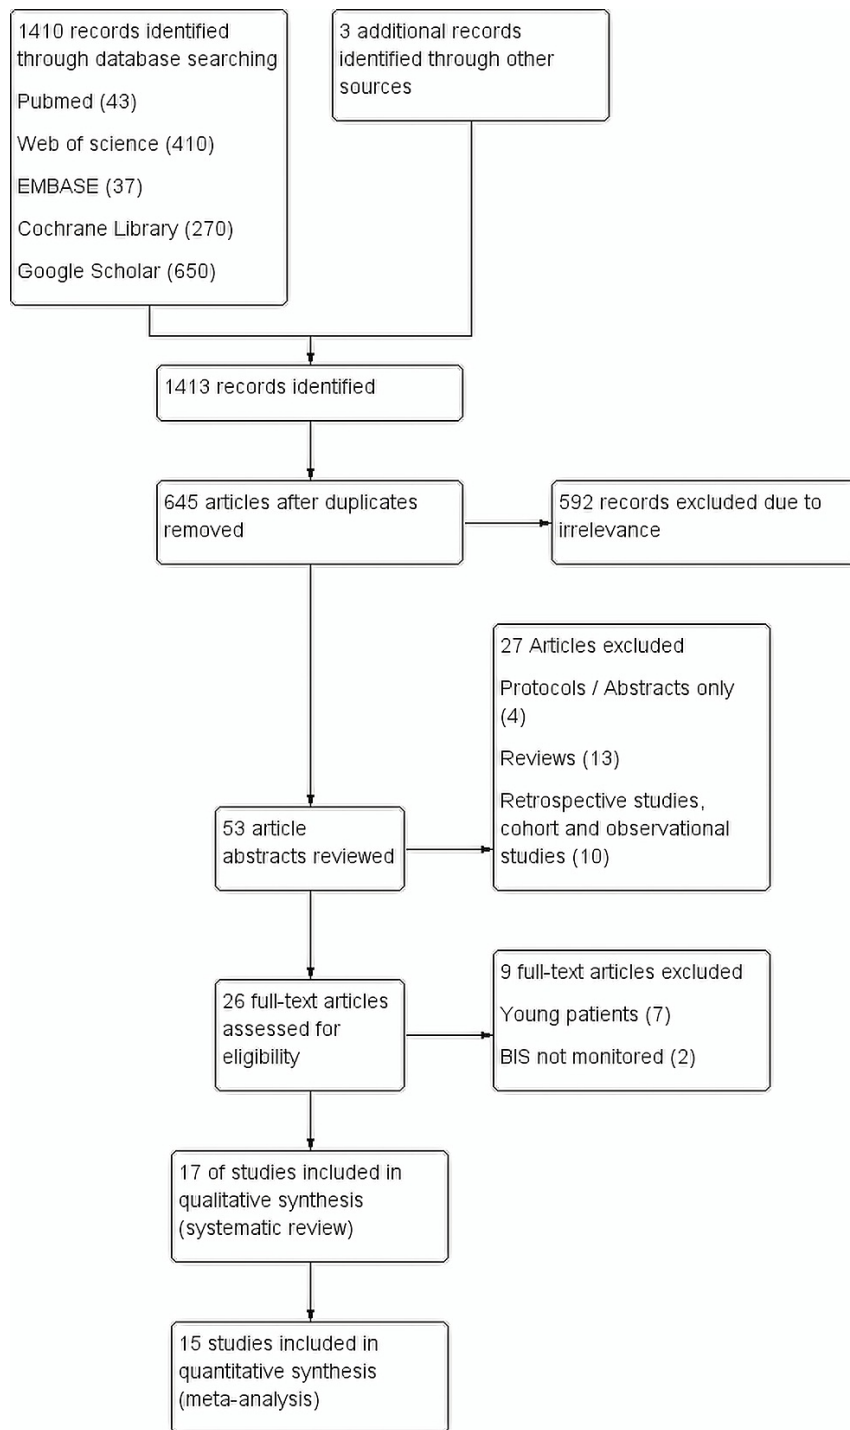 1410 records identified
through database searching
Pubmed (43)
Web of science (410)
EMBASE (37)
Cochrane Library (270)
Google Scholar (650)
3 additional records
identified through other
sources
1413 records identified
645 articles after duplicates
removed
592 records excluded due to
irrelevance
27 Articles excluded
Protocols / Abstracts only
(4)
Reviews (13)
Retrospective studies,
cohort and observational
studies (10)
53 article
abstracts reviewed
26 full-text articles
assessed for
eligibility
9 full-text articles excluded
Young patients (7)
BIS not monitored (2)
17 of studies included in
qualitative synthesis
(systematic review)
15 studies included in
quantitative synthesis
(meta-analysis)